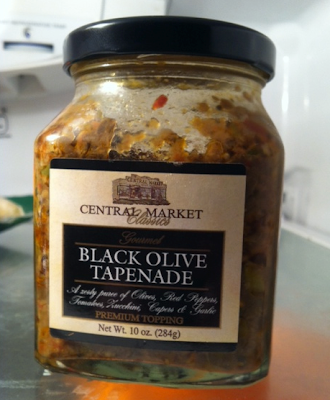 CENTRAL MARKET
Classics
Gourmet
BLACK OLIVE
TAPENADE
A zesty puree of Olives, Red Peppers,
Tomatoes, Zucchini, Capers & Garlic
PREMIUM TOPPING
Net Wt. 10 oz. (284g)